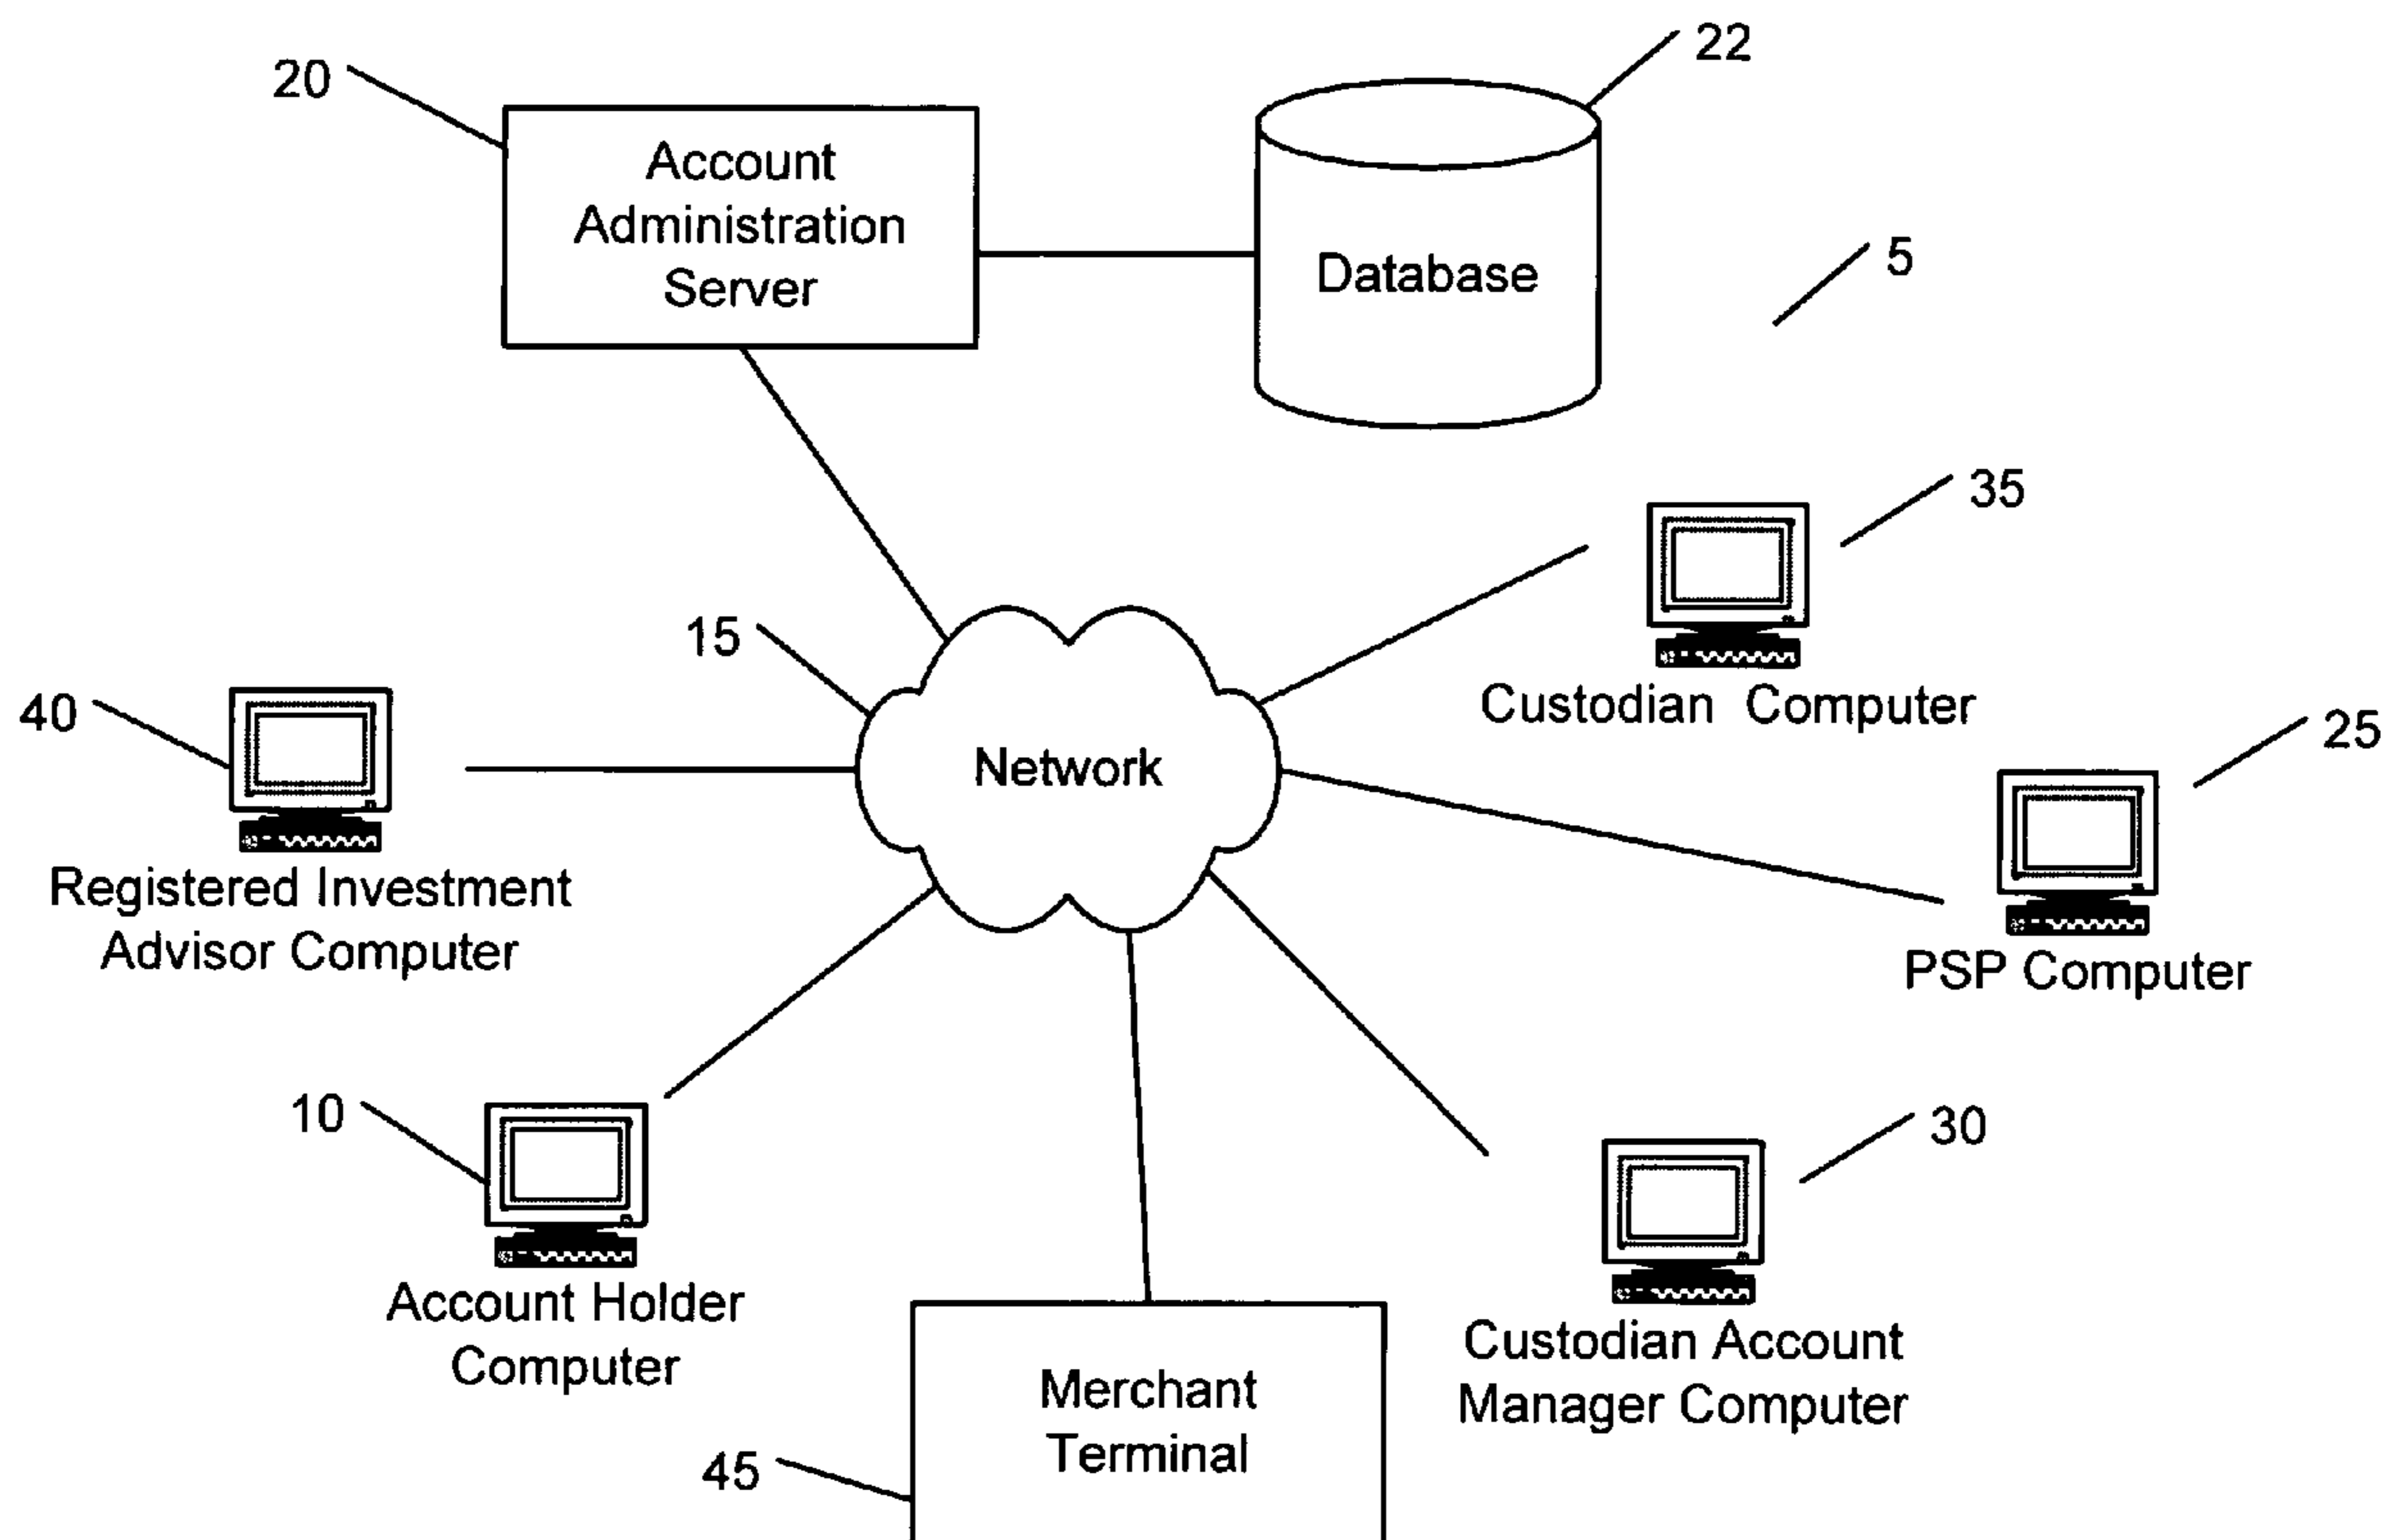 22
20
Account
Administration
Server
Database
5
35
15
Custodian Computer
40
25
Network
Registered Investment
Advisor Computer
PSP Computer
10
30
Account Holder
Computer
Custodian Account
Manager Computer
Merchant
Terminal
45